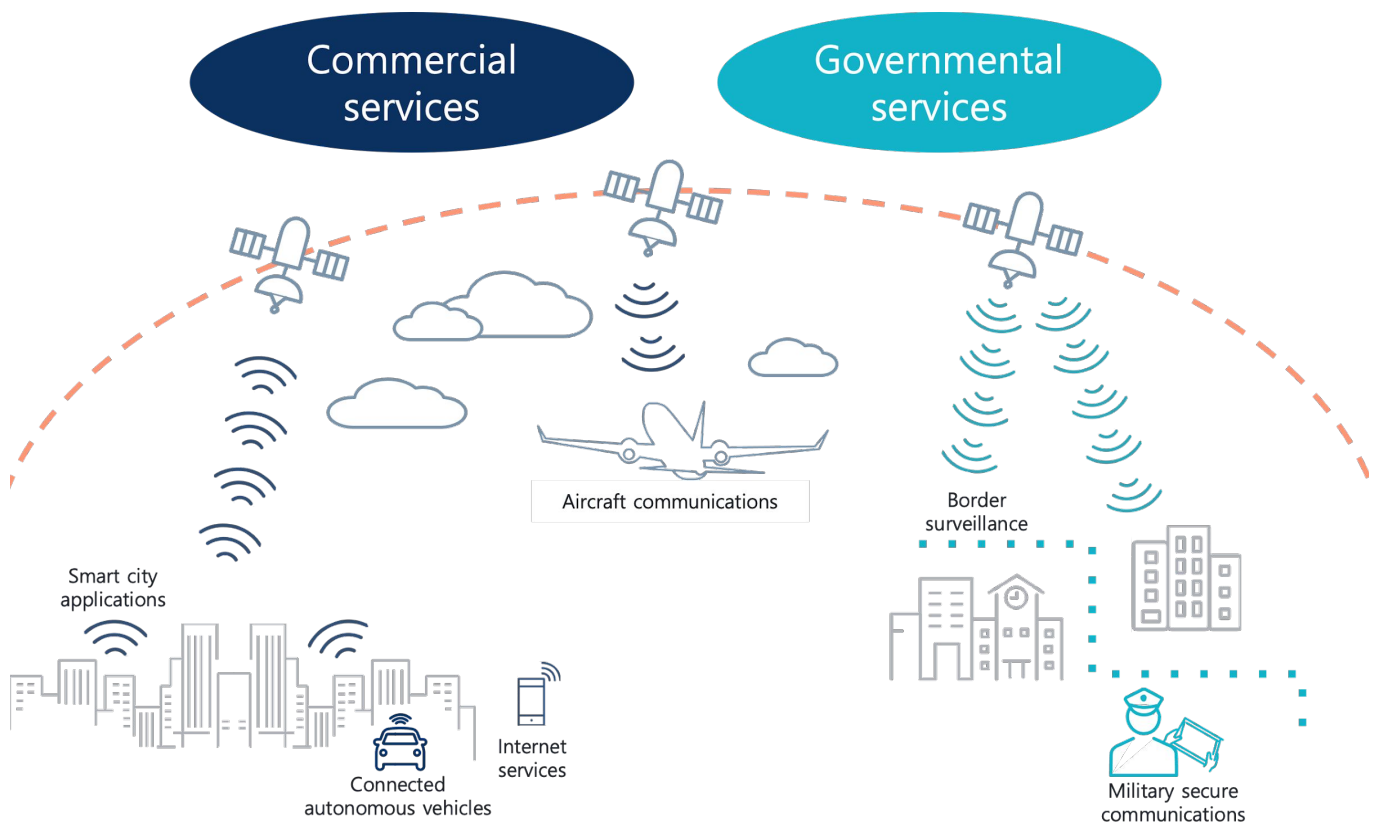 Commercial
services
Governmental
services
Aircraft communications
Border
surveillance
Smart city
applications
Internet
services
Connected
autonomous vehicles
Military secure
communications